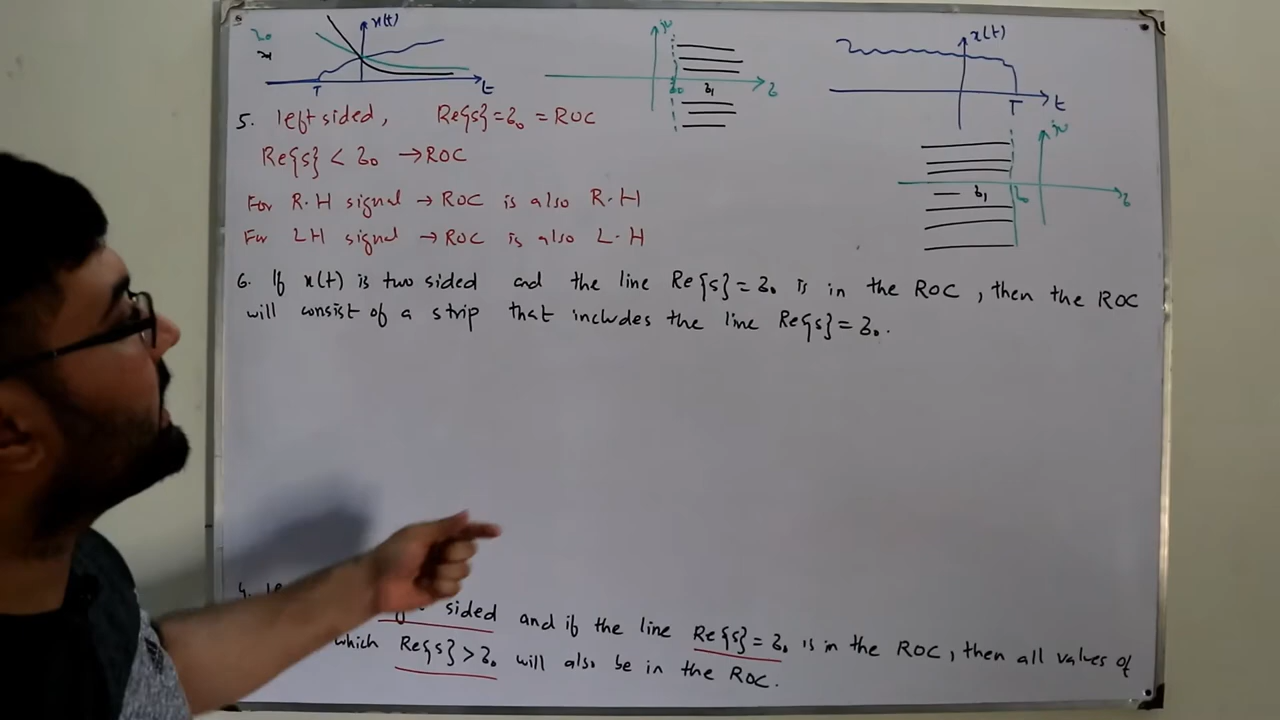 x(t)
t
T
jω
σ
σ₀
σ₁
x(t)
t
T
jω
σ
σ₁
σ₀
5. left sided, Re{s}=σ₀ = ROC
Re{s} < σ₀ → ROC
For R.H signal → ROC is also R.H
For LH signal → ROC is also L.H
6. If x(t) is two sided and the line Re{s}=σ₀ is in the ROC, then the ROC
will consist of a strip that includes the line Re{s}=σ₀.
4.
sided and if the line Re{s}=σ₀ is in the ROC, then all values of
which Re{s}>σ₀ will also be in the ROC.